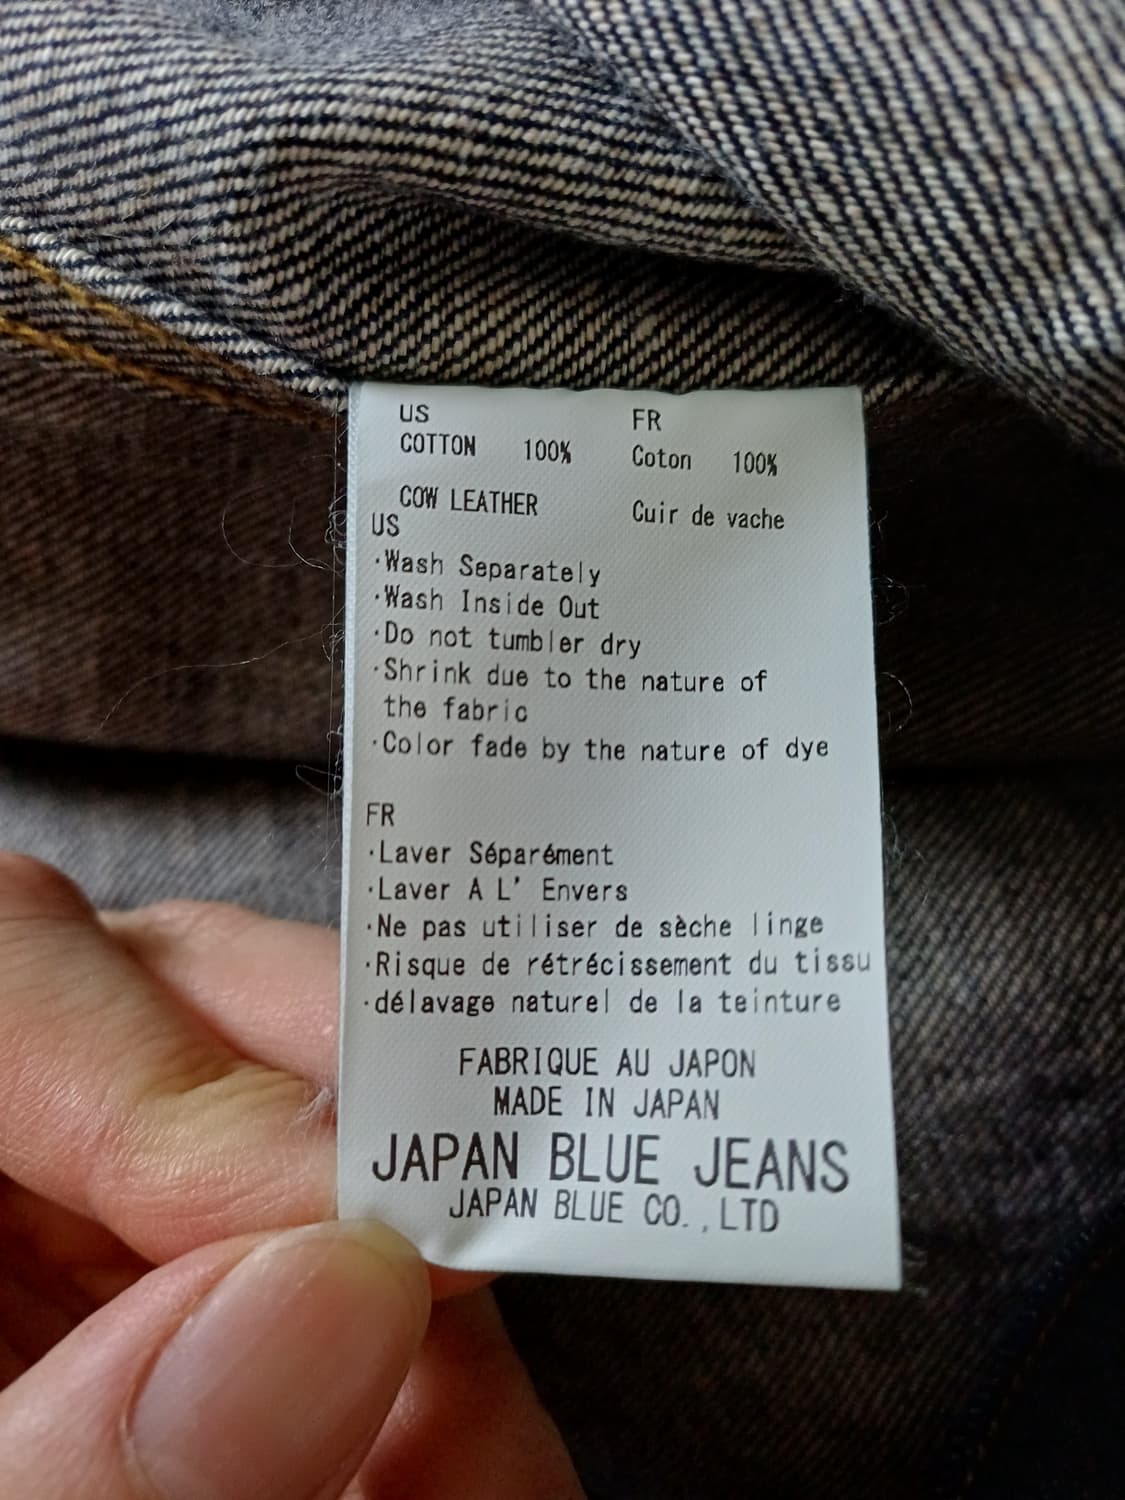 US FR
COTTON 100% Coton 100%
COW LEATHER Cuir de vache
US
·Wash Separately
·Wash Inside Out
·Do not tumbler dry
·Shrink due to the nature of
the fabric
·Color fade by the nature of dye
FR
·Laver Séparément
·Laver A L' Envers
·Ne pas utiliser de sèche linge
·Risque de rétrécissement du tissu
·délavage naturel de la teinture
FABRIQUE AU JAPON
MADE IN JAPAN
JAPAN BLUE JEANS
JAPAN BLUE CO.,LTD